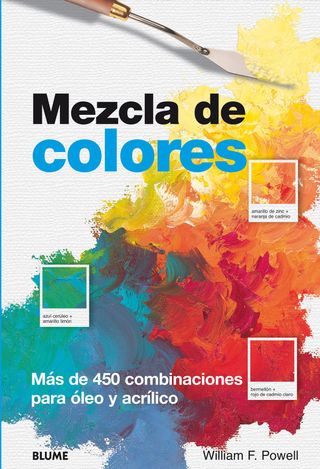 Mezcla de
colores
amarillo de zinc +
naranja de cadmio
azul cerúleo +
amarillo limón
Más de 450 combinaciones
para óleo y acrílico
bermellón +
rojo de cadmio claro
BLUME
William F. Powell